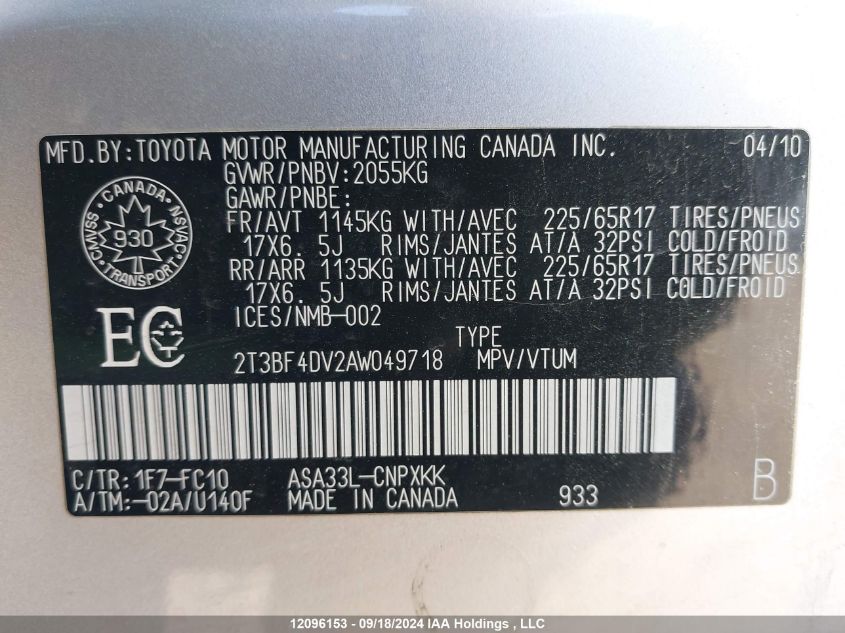 MFD.BY:TOYOTA MOTOR MANUFACTURING CANADA INC. 04/10
GVWR/PNBV:2055KG
GAWR/PNBE:
FR/AVT 1145KG WITH/AVEC 225/65R17 TIRES/PNEUS
17X6. 5J RIMS/JANTES AT/A 32PSI COLD/FROID
RR/ARR 1135KG WITH/AVEC 225/65R17 TIRES/PNEUS
17X6. 5J RIMS/JANTES AT/A 32PSI COLD/FROID
CANADA
CMVSS 930 NSVAC
TRANSPORT
ICES/NMB-002
EC
TYPE
2T3BF4DV2AW049718 MPV/VTUM
C/TR: 1F7-FC10 ASA33L-CNPXKK
A/TM:-02A/U140F MADE IN CANADA 933 B
12096153 - 09/18/2024 IAA Holdings , LLC